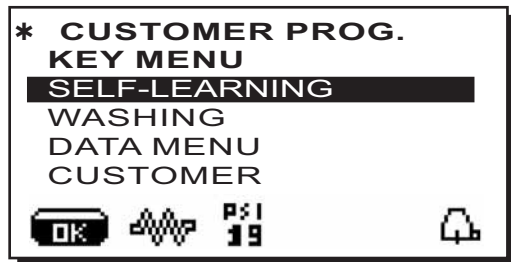 * CUSTOMER PROG.
KEY MENU
SELF-LEARNING
WASHING
DATA MENU
CUSTOMER
OK PSI
19